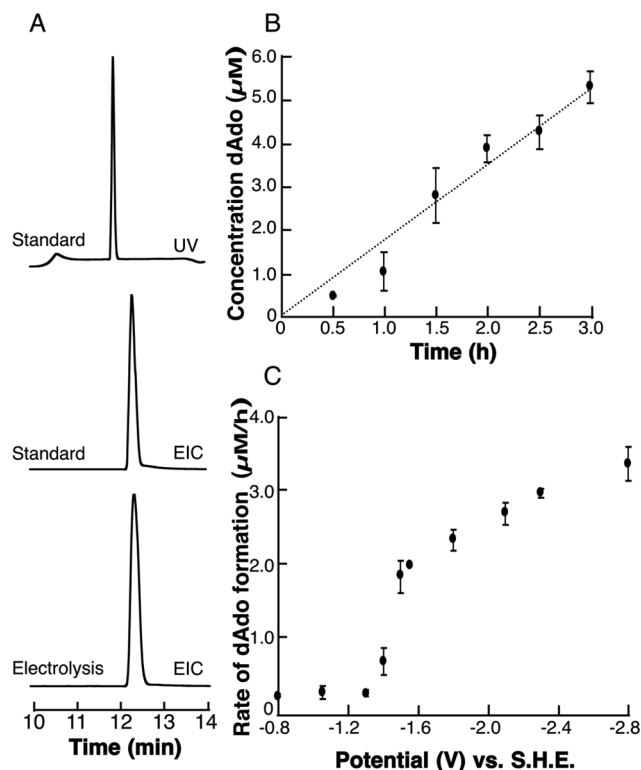 A
Standard
UV
Standard
EIC
Electrolysis
EIC
10 11 12 13 14
Time (min)
B
Concentration dAdo (μM)
6.0
5.0
4.0
3.0
2.0
1.0
0
0 0.5 1.0 1.5 2.0 2.5 3.0
Time (h)
C
Rate of dAdo formation (μM/h)
4.0
3.0
2.0
1.0
0
-0.8 -1.2 -1.6 -2.0 -2.4 -2.8
Potential (V) vs. S.H.E.